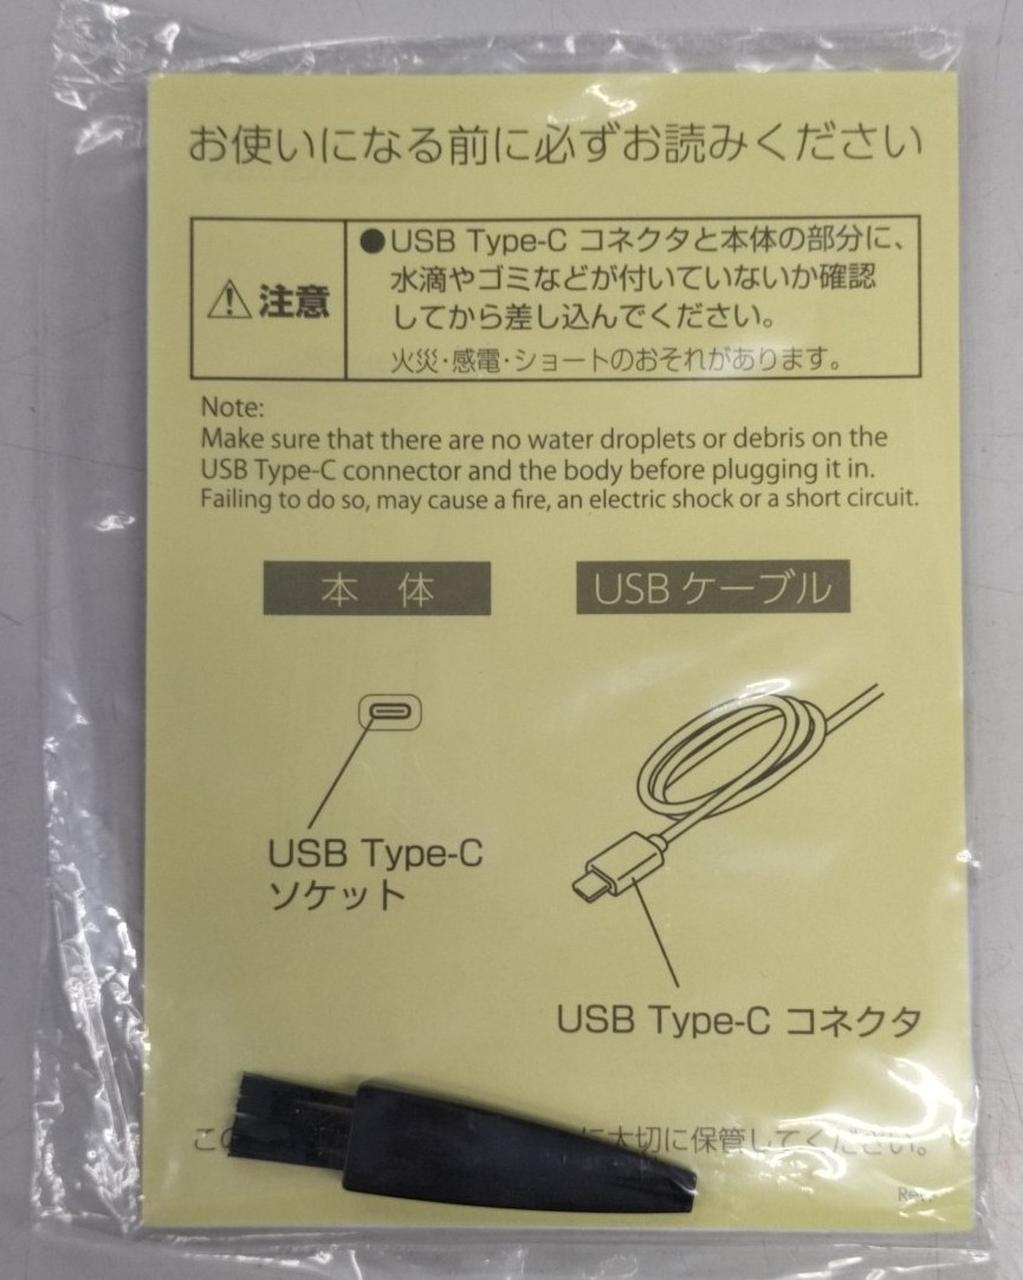 お使いになる前に必ずお読みください
注意
●USB Type-C コネクタと本体の部分に、
水滴やゴミなどが付いていないか確認
してから差し込んでください。
火災・感電・ショートのおそれがあります。
Note:
Make sure that there are no water droplets or debris on the
USB Type-C connector and the body before plugging it in.
Failing to do so, may cause a fire, an electric shock or a short circuit.
本 体
USB ケーブル
USB Type-C
ソケット
USB Type-C コネクタ
こ
に大切に保管してください。
Rev.